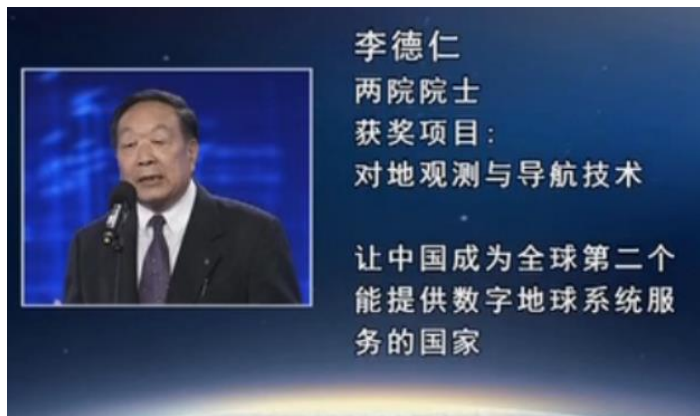 李德仁
两院院士
获奖项目：
对地观测与导航技术
让中国成为全球第二个
能提供数字地球系统服
务的国家